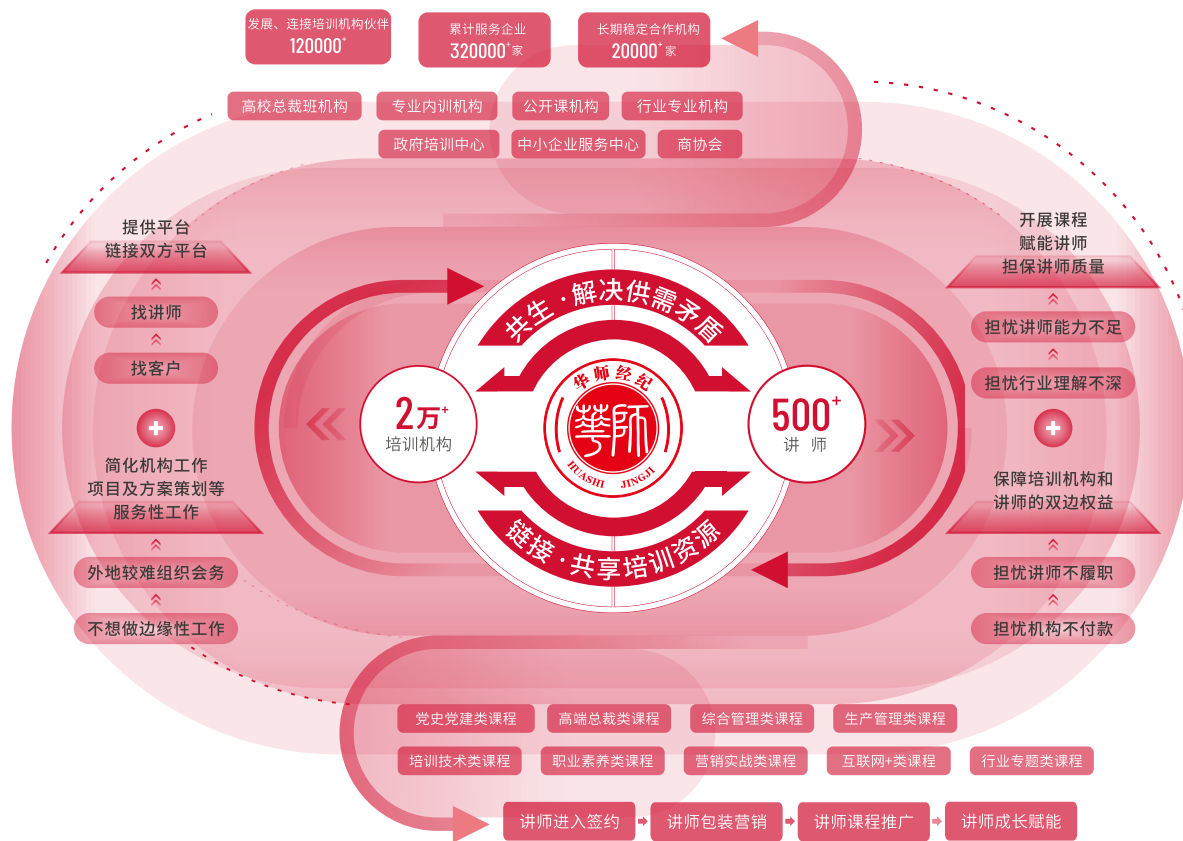 发展、连接培训机构伙伴
120000+
累计服务企业
320000+家
长期稳定合作机构
20000+家
高校总裁班机构
专业内训机构
公开课机构
行业专业机构
政府培训中心
中小企业服务中心
商协会
提供平台
链接双方平台
找讲师
找客户
简化机构工作
项目及方案策划等
服务性工作
外地较难组织会务
不想做边缘性工作
共生·解决供需矛盾
2万+
培训机构
华师经纪
華師
HUASHI JINGJI
500+
讲师
链接·共享培训资源
开展课程
赋能讲师
担保讲师质量
担忧讲师能力不足
担忧行业理解不深
保障培训机构和
讲师的双边权益
担忧讲师不履职
担忧机构不付款
党史党建类课程
高端总裁类课程
综合管理类课程
生产管理类课程
培训技术类课程
职业素养类课程
营销实战类课程
互联网+类课程
行业专题类课程
讲师进入签约
讲师包装营销
讲师课程推广
讲师成长赋能